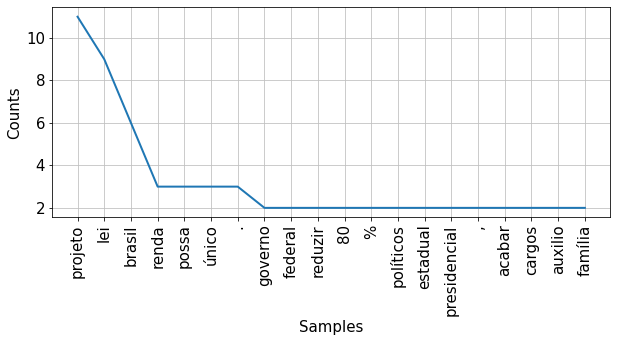 Counts
10
8
6
4
2
projeto
lei
brasil
renda
possa
único
.
governo
federal
reduzir
80
%
políticos
estadual
presidencial
,
acabar
cargos
auxilio
família
Samples